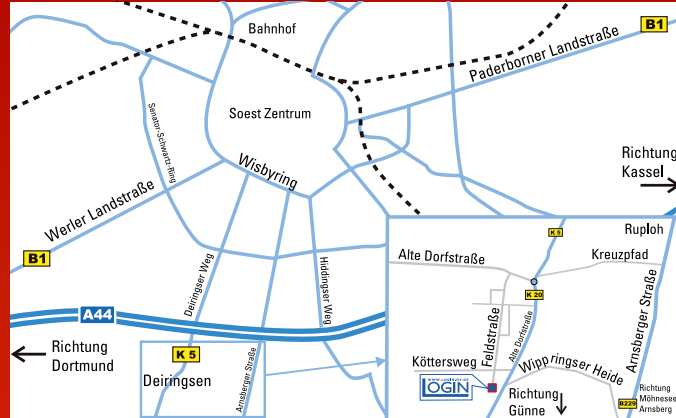 Bahnhof
B1
Paderborner Landstraße
Soest Zentrum
Senator-Schwartz-Ring
Wisbyring
Richtung
Kassel
Werler Landstraße
B1
Deiringser Weg
Hiddingser Weg
A44
Richtung
Dortmund
K 5
Deiringsen
Arnsberger Straße
K 5
Ruploh
Alte Dorfstraße
Kreuzpfad
K 20
Feldstraße
Alte Dorfstraße
Arnsberger Straße
Köttersweg
Wippringser Heide
LOGIN
Richtung
Günne
B229
Richtung
Möhnesee
Arnsberg